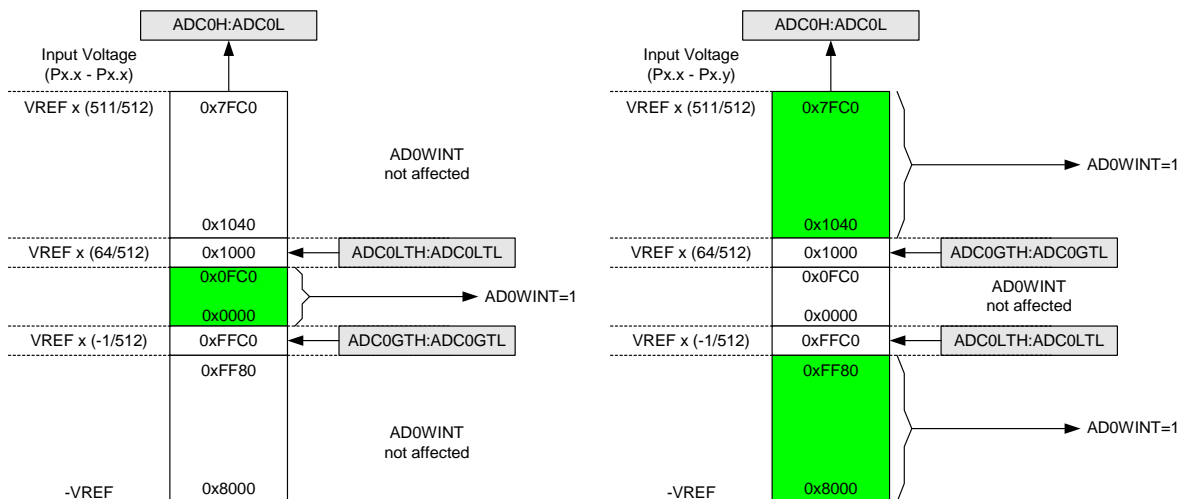 ADC0H:ADC0L
Input Voltage
(Px.x - Px.x)
VREF x (511/512)
0x7FC0
AD0WINT
not affected
0x1040
VREF x (64/512)
0x1000
ADC0LTH:ADC0LTL
0x0FC0
AD0WINT=1
0x0000
VREF x (-1/512)
0xFFC0
ADC0GTH:ADC0GTL
0xFF80
AD0WINT
not affected
-VREF
0x8000
ADC0H:ADC0L
Input Voltage
(Px.x - Px.y)
VREF x (511/512)
0x7FC0
AD0WINT=1
0x1040
VREF x (64/512)
0x1000
ADC0GTH:ADC0GTL
0x0FC0
AD0WINT
not affected
0x0000
VREF x (-1/512)
0xFFC0
ADC0LTH:ADC0LTL
0xFF80
AD0WINT=1
-VREF
0x8000